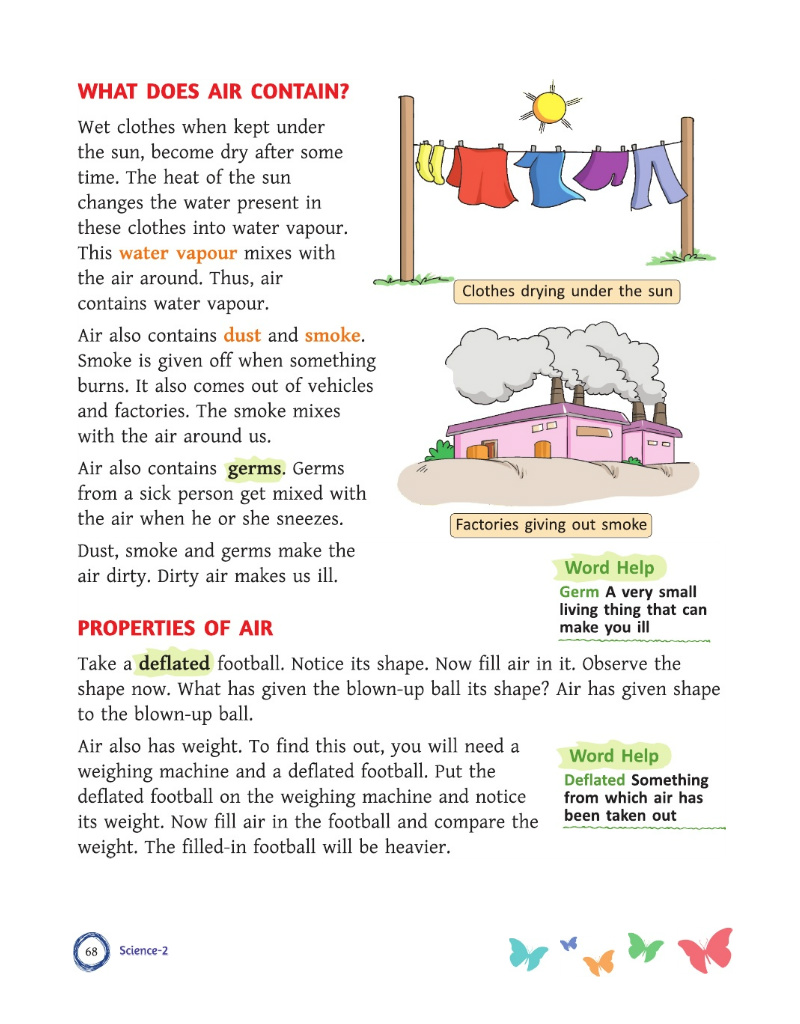 WHAT DOES AIR CONTAIN?
Wet clothes when kept under
the sun, become dry after some
time. The heat of the sun
changes the water present in
these clothes into water vapour.
This water vapour mixes with
the air around. Thus, air
contains water vapour.
Clothes drying under the sun
Air also contains dust and smoke.
Smoke is given off when something
burns. It also comes out of vehicles
and factories. The smoke mixes
with the air around us.
Air also contains germs. Germs
from a sick person get mixed with
the air when he or she sneezes.
Dust, smoke and germs make the
air dirty. Dirty air makes us ill.
Factories giving out smoke
Word Help
Germ A very small
living thing that can
make you ill
PROPERTIES OF AIR
Take a deflated football. Notice its shape. Now fill air in it. Observe the
shape now. What has given the blown-up ball its shape? Air has given shape
to the blown-up ball.
Air also has weight. To find this out, you will need a
weighing machine and a deflated football. Put the
deflated football on the weighing machine and notice
its weight. Now fill air in the football and compare the
weight. The filled-in football will be heavier.
Word Help
Deflated Something
from which air has
been taken out
68
Science-2